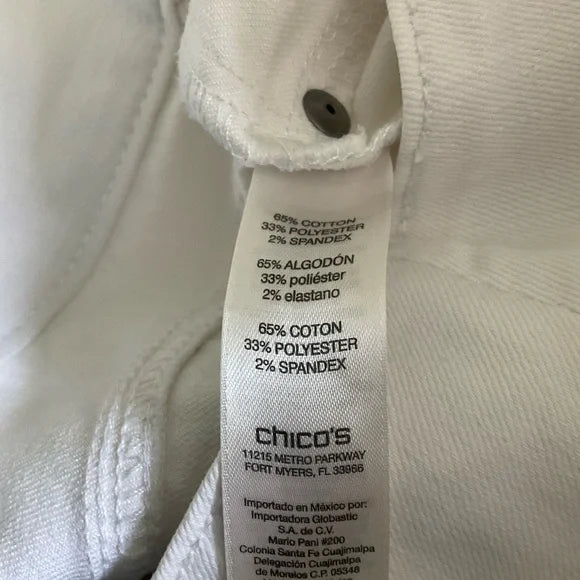 65% COTTON
33% POLYESTER
2% SPANDEX
65% ALGODÓN
33% poliéster
2% elastano
65% COTON
33% POLYESTER
2% SPANDEX
chico's
11215 METRO PARKWAY
FORT MYERS, FL 33966
Importado en México por:
Importadora Globastic
S.A. de C.V.
Mario Pani #200
Colonia Santa Fe Cuajimalpa
Delegación Cuajimalpa
de Morelos C.P. 05348